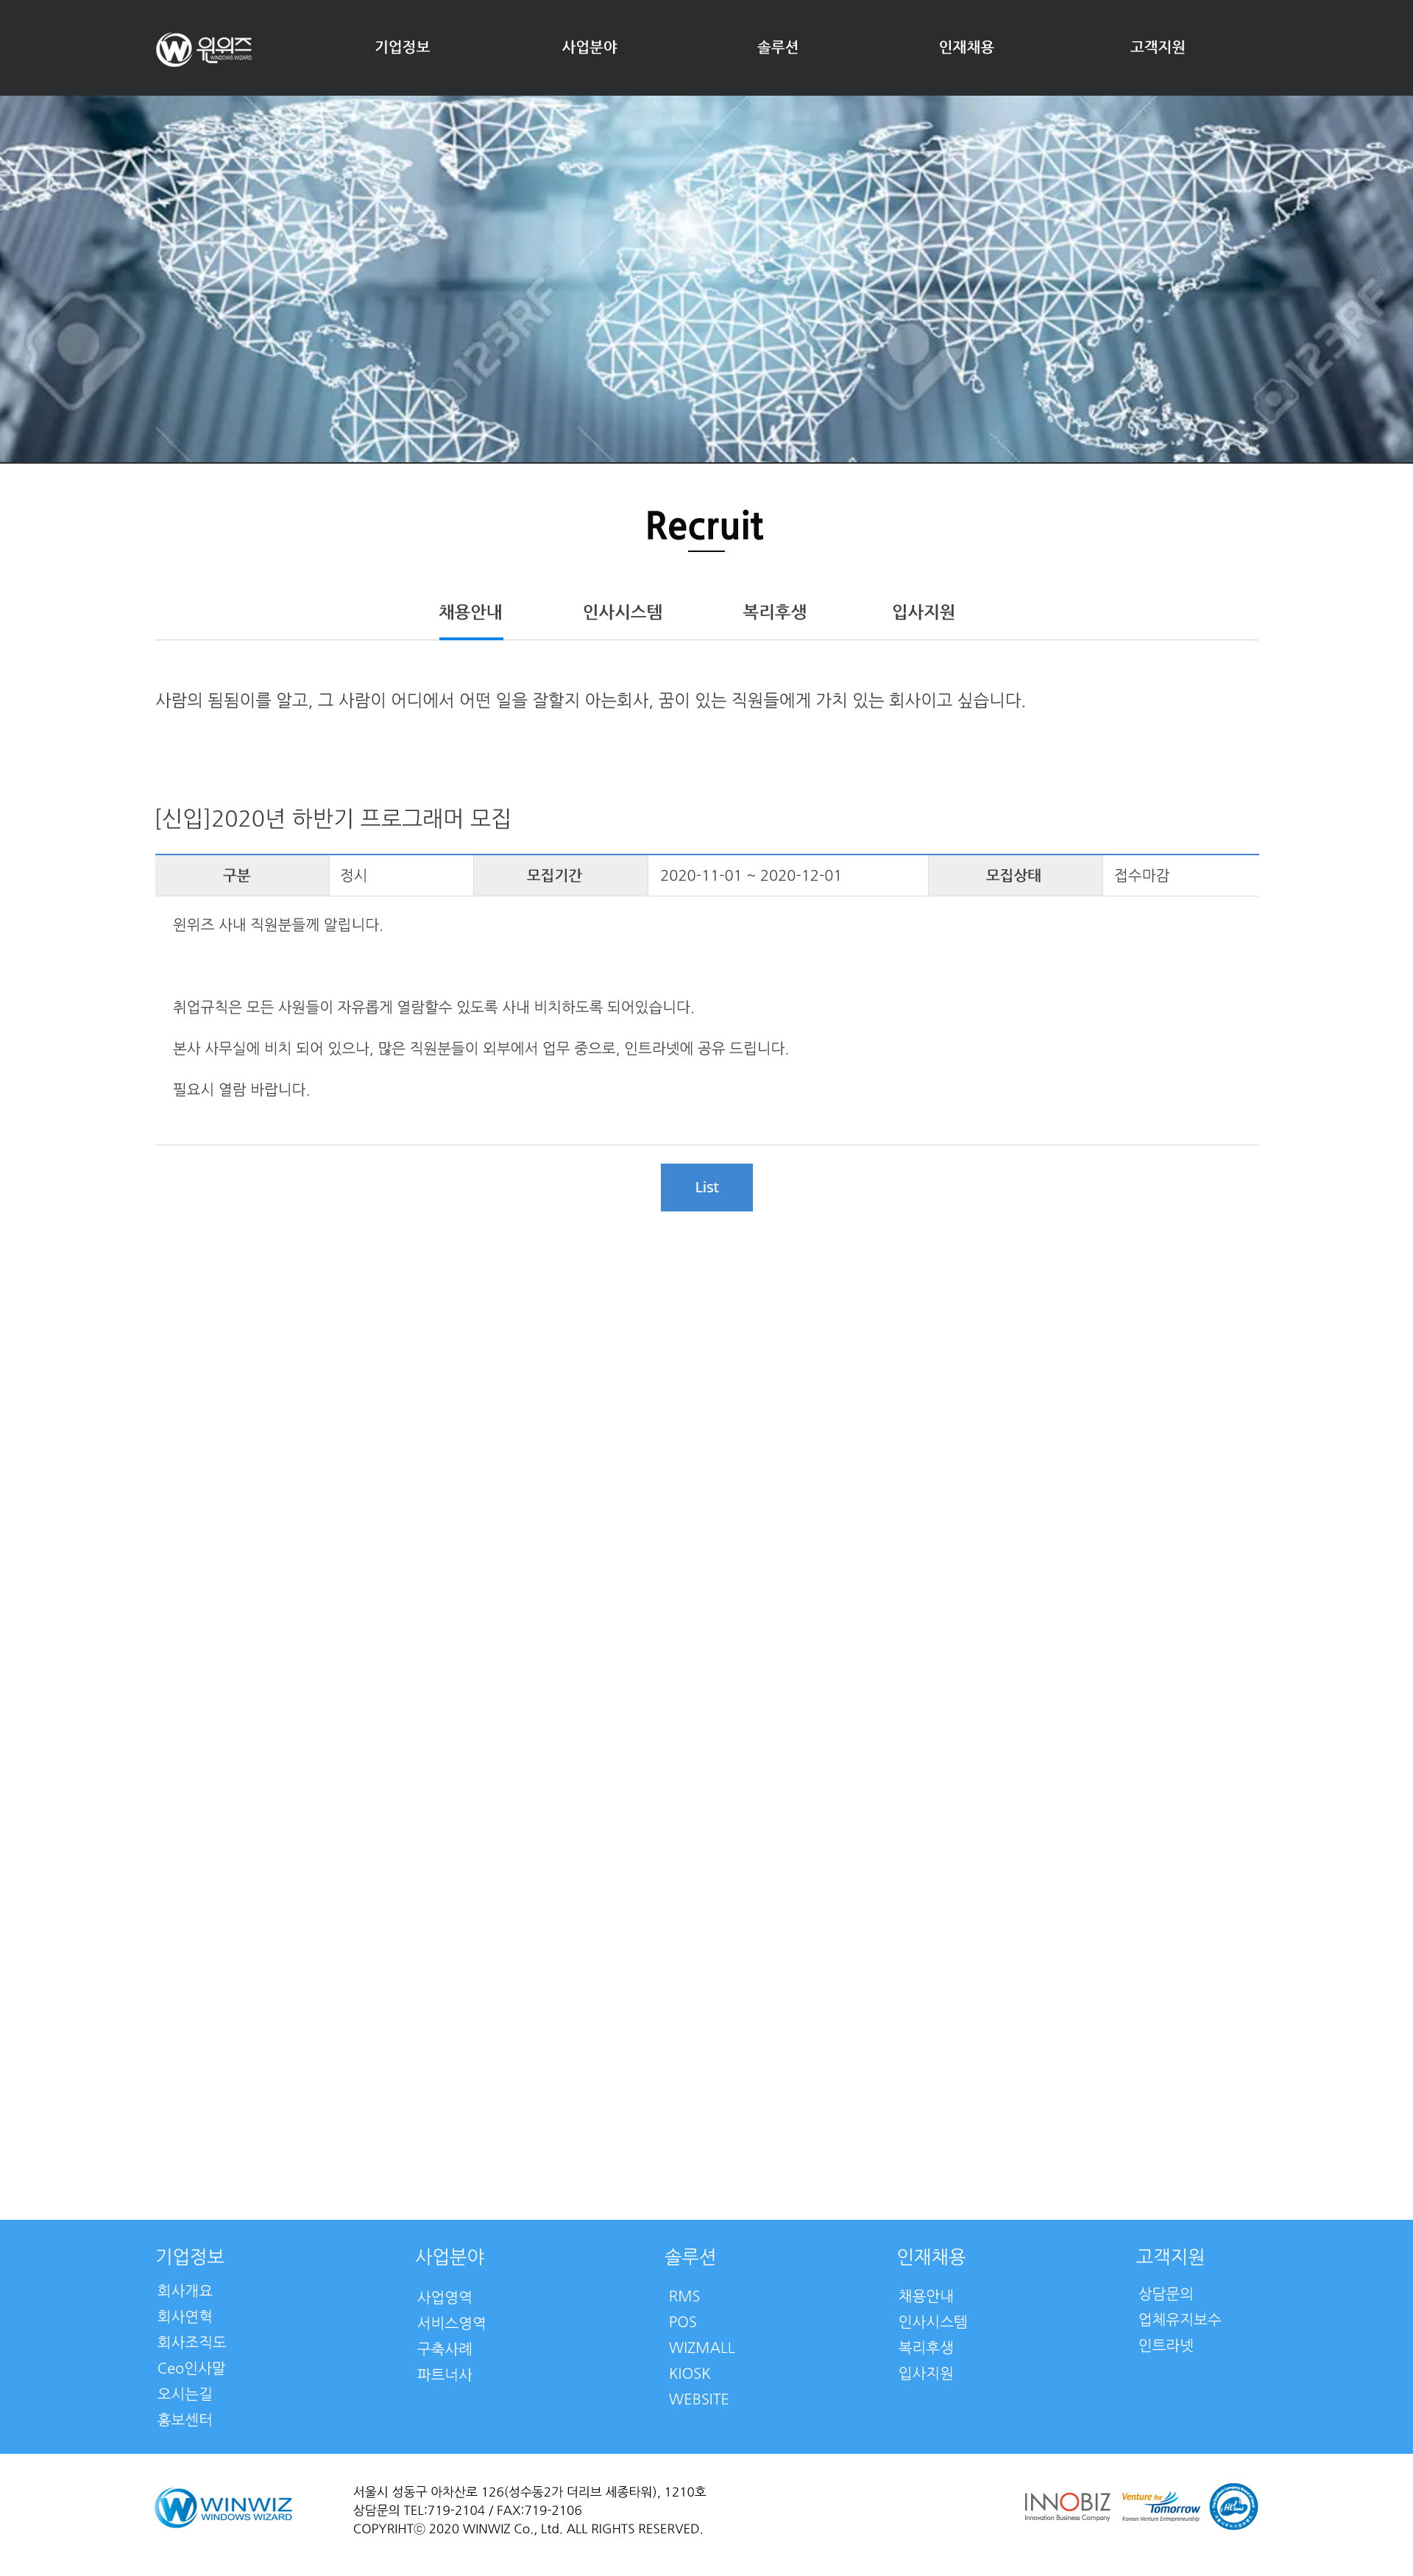 윈위즈
WINDOWS WIZARD
기업정보 사업분야 솔루션 인재채용 고객지원
123RF 123RF
Recruit
채용안내 인사시스템 복리후생 입사지원
사람의 됨됨이를 알고, 그 사람이 어디에서 어떤 일을 잘할지 아는회사, 꿈이 있는 직원들에게 가치 있는 회사이고 싶습니다.
[신입]2020년 하반기 프로그래머 모집
구분 정시 모집기간 2020-11-01 ~ 2020-12-01 모집상태 접수마감
윈위즈 사내 직원분들께 알립니다.
취업규칙은 모든 사원들이 자유롭게 열람할수 있도록 사내 비치하도록 되어있습니다.
본사 사무실에 비치 되어 있으나, 많은 직원분들이 외부에서 업무 중으로, 인트라넷에 공유 드립니다.
필요시 열람 바랍니다.
List
기업정보
회사개요
회사연혁
회사조직도
Ceo인사말
오시는길
홍보센터
사업분야
사업영역
서비스영역
구축사례
파트너사
솔루션
RMS
POS
WIZMALL
KIOSK
WEBSITE
인재채용
채용안내
인사시스템
복리후생
입사지원
고객지원
상담문의
업체유지보수
인트라넷
WINWIZ
WINDOWS WIZARD
서울시 성동구 아차산로 126(성수동2가 더리브 세종타워), 1210호
상담문의 TEL:719-2104 / FAX:719-2106
COPYRIHTⓒ 2020 WINWIZ Co., Ltd. ALL RIGHTS RESERVED.
INNOBIZ
Innovation Business Company
Venture for
Tomorrow
Korean Venture Entrepreneurship